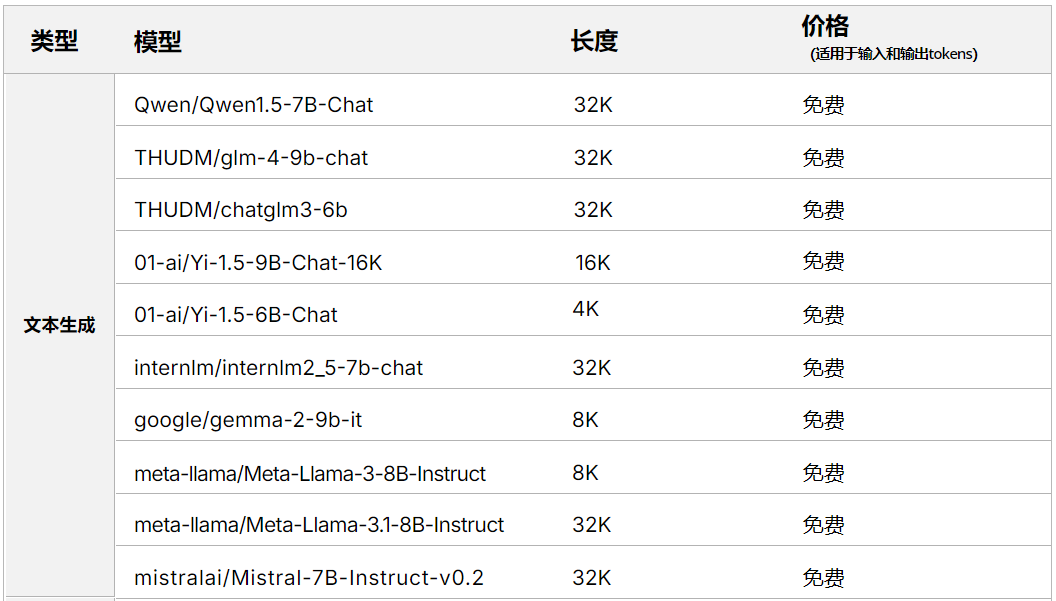 类型 模型 长度 价格
(适用于输入和输出tokens)
Qwen/Qwen1.5-7B-Chat 32K 免费
THUDM/glm-4-9b-chat 32K 免费
THUDM/chatglm3-6b 32K 免费
01-ai/Yi-1.5-9B-Chat-16K 16K 免费
文本生成 01-ai/Yi-1.5-6B-Chat 4K 免费
internlm/internlm2_5-7b-chat 32K 免费
google/gemma-2-9b-it 8K 免费
meta-llama/Meta-Llama-3-8B-Instruct 8K 免费
meta-llama/Meta-Llama-3.1-8B-Instruct 32K 免费
mistralai/Mistral-7B-Instruct-v0.2 32K 免费